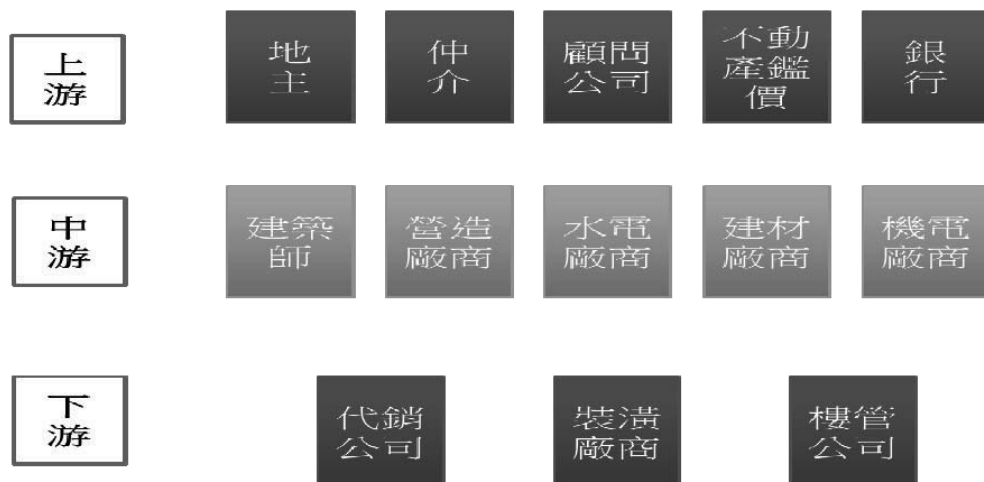 上
游
地
主
仲
介
顧問
公司
不動
產鑑
價
銀
行
中
游
建築
師
營造
廠商
水電
廠商
建材
廠商
機電
廠商
下
游
代銷
公司
裝潢
廠商
樓管
公司